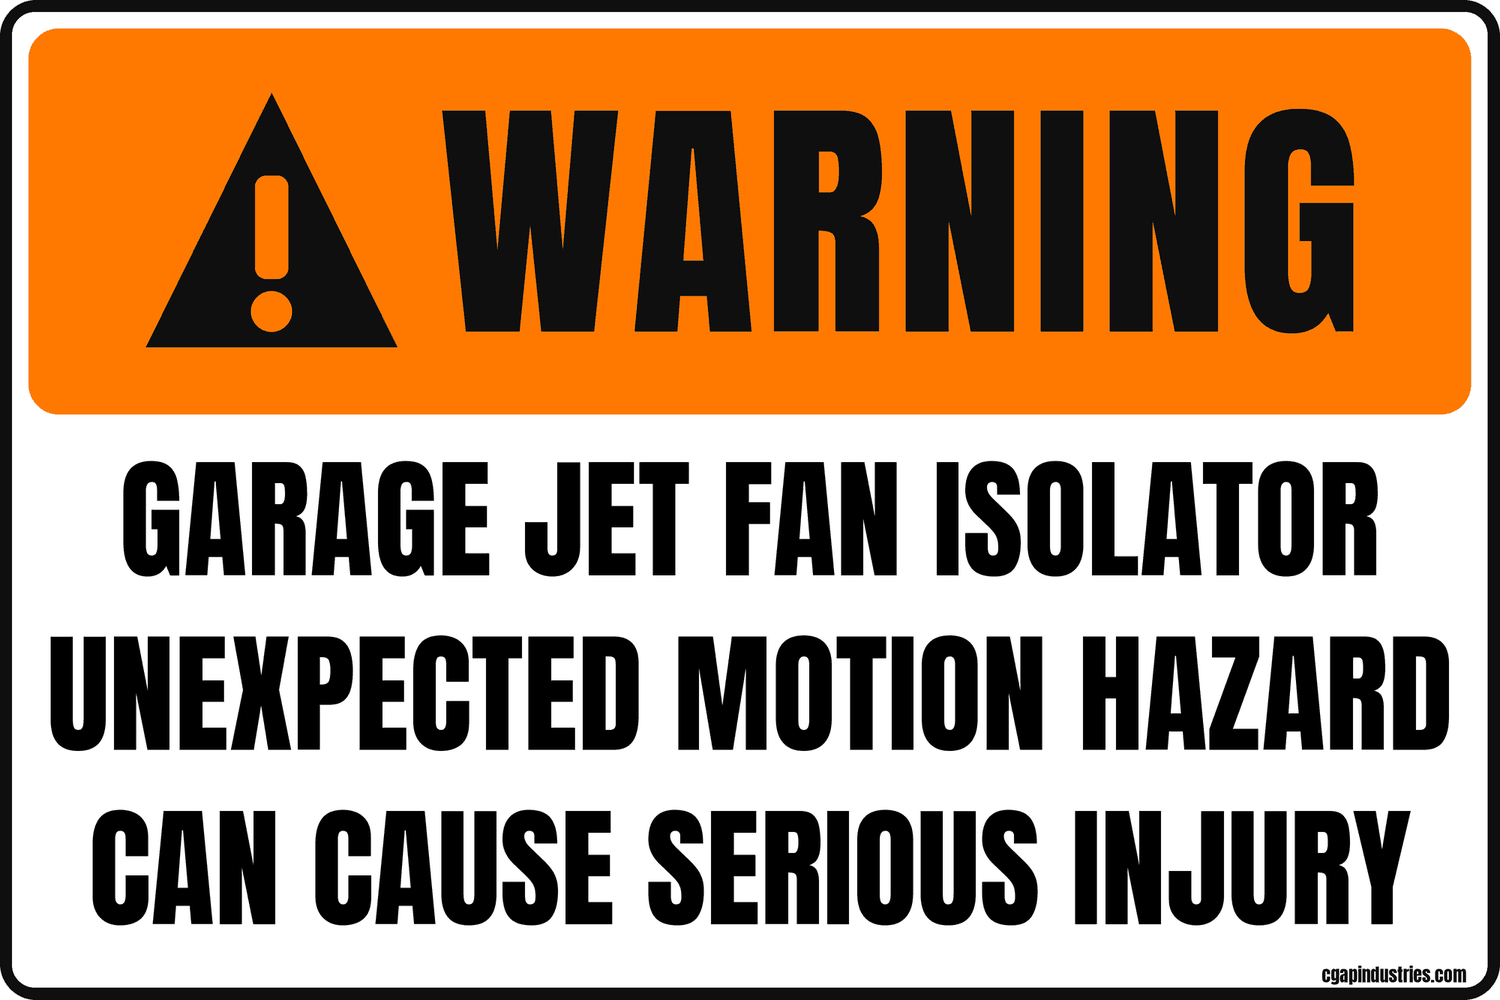 WARNING
GARAGE JET FAN ISOLATOR
UNEXPECTED MOTION HAZARD
CAN CAUSE SERIOUS INJURY
cgapindustries.com